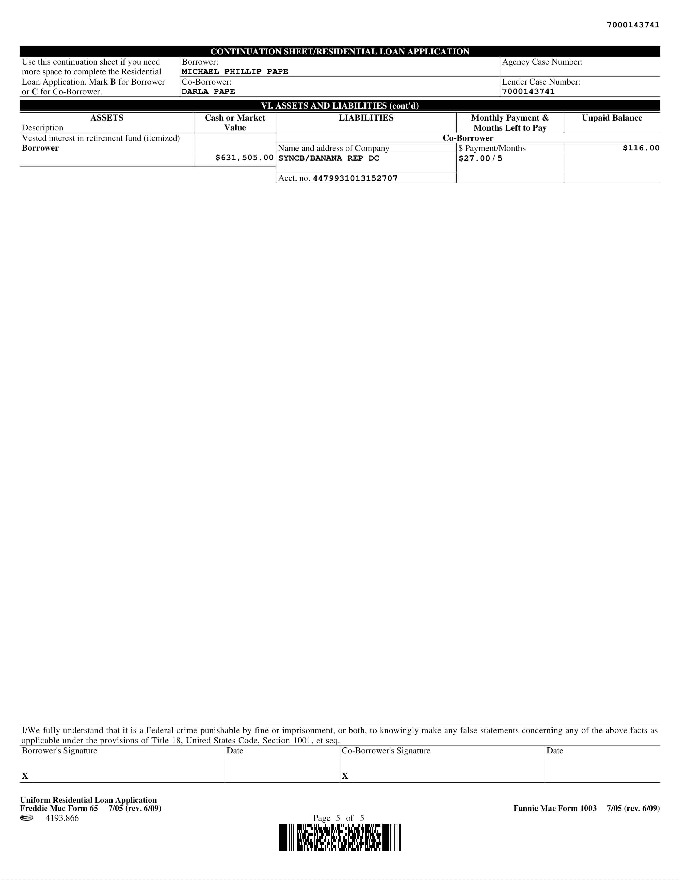 7000143741
CONTINUATION SHEET/RESIDENTIAL LOAN APPLICATION
Use this continuation sheet if you need
more space to complete the Residential
Loan Application. Mark B for Borrower
or C for Co-Borrower.
Borrower:
MICHAEL PHILLIP PAPE
Agency Case Number:
Co-Borrower:
DARLA PAPE
Lender Case Number:
7000143741
VI. ASSETS AND LIABILITIES (cont'd)
ASSETS
Description
Cash or Market
Value
LIABILITIES
Monthly Payment &
Months Left to Pay
Unpaid Balance
Vested interest in retirement fund (itemized)
Co-Borrower
Borrower
$631,505.00
Name and address of Company
SYNCB/BANANA REP DC
Acct. no. 4479931013152707
$ Payment/Months
$27.00/5
$116.00
I/We fully understand that it is a Federal crime punishable by fine or imprisonment, or both, to knowingly make any false statements concerning any of the above facts as
applicable under the provisions of Title 18, United States Code, Section 1001, et seq.
Borrower's Signature
Date
Co-Borrower's Signature
Date
X
X
Uniform Residential Loan Application
Freddie Mac Form 65 7/05 (rev. 6/09)
Fannie Mae Form 1003 7/05 (rev. 6/09)
4193.866
Page 5 of 5